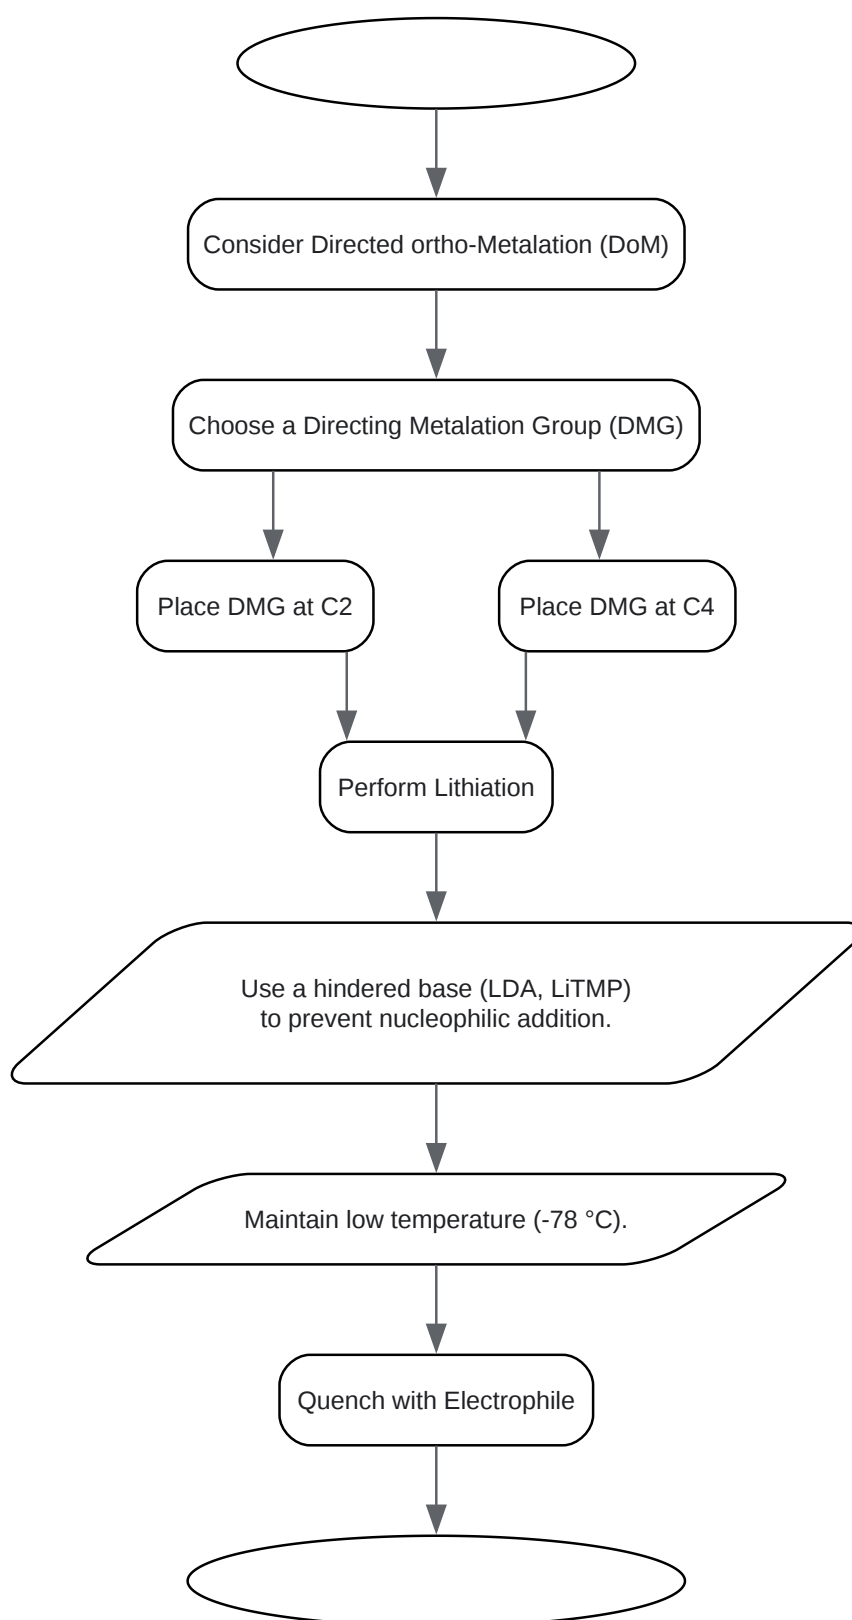 Consider Directed ortho-Metalation (DoM)
Choose a Directing Metalation Group (DMG)
Place DMG at C2
Place DMG at C4
Perform Lithiation
Use a hindered base (LDA, LiTMP)
to prevent nucleophilic addition.
Maintain low temperature (-78 °C).
Quench with Electrophile